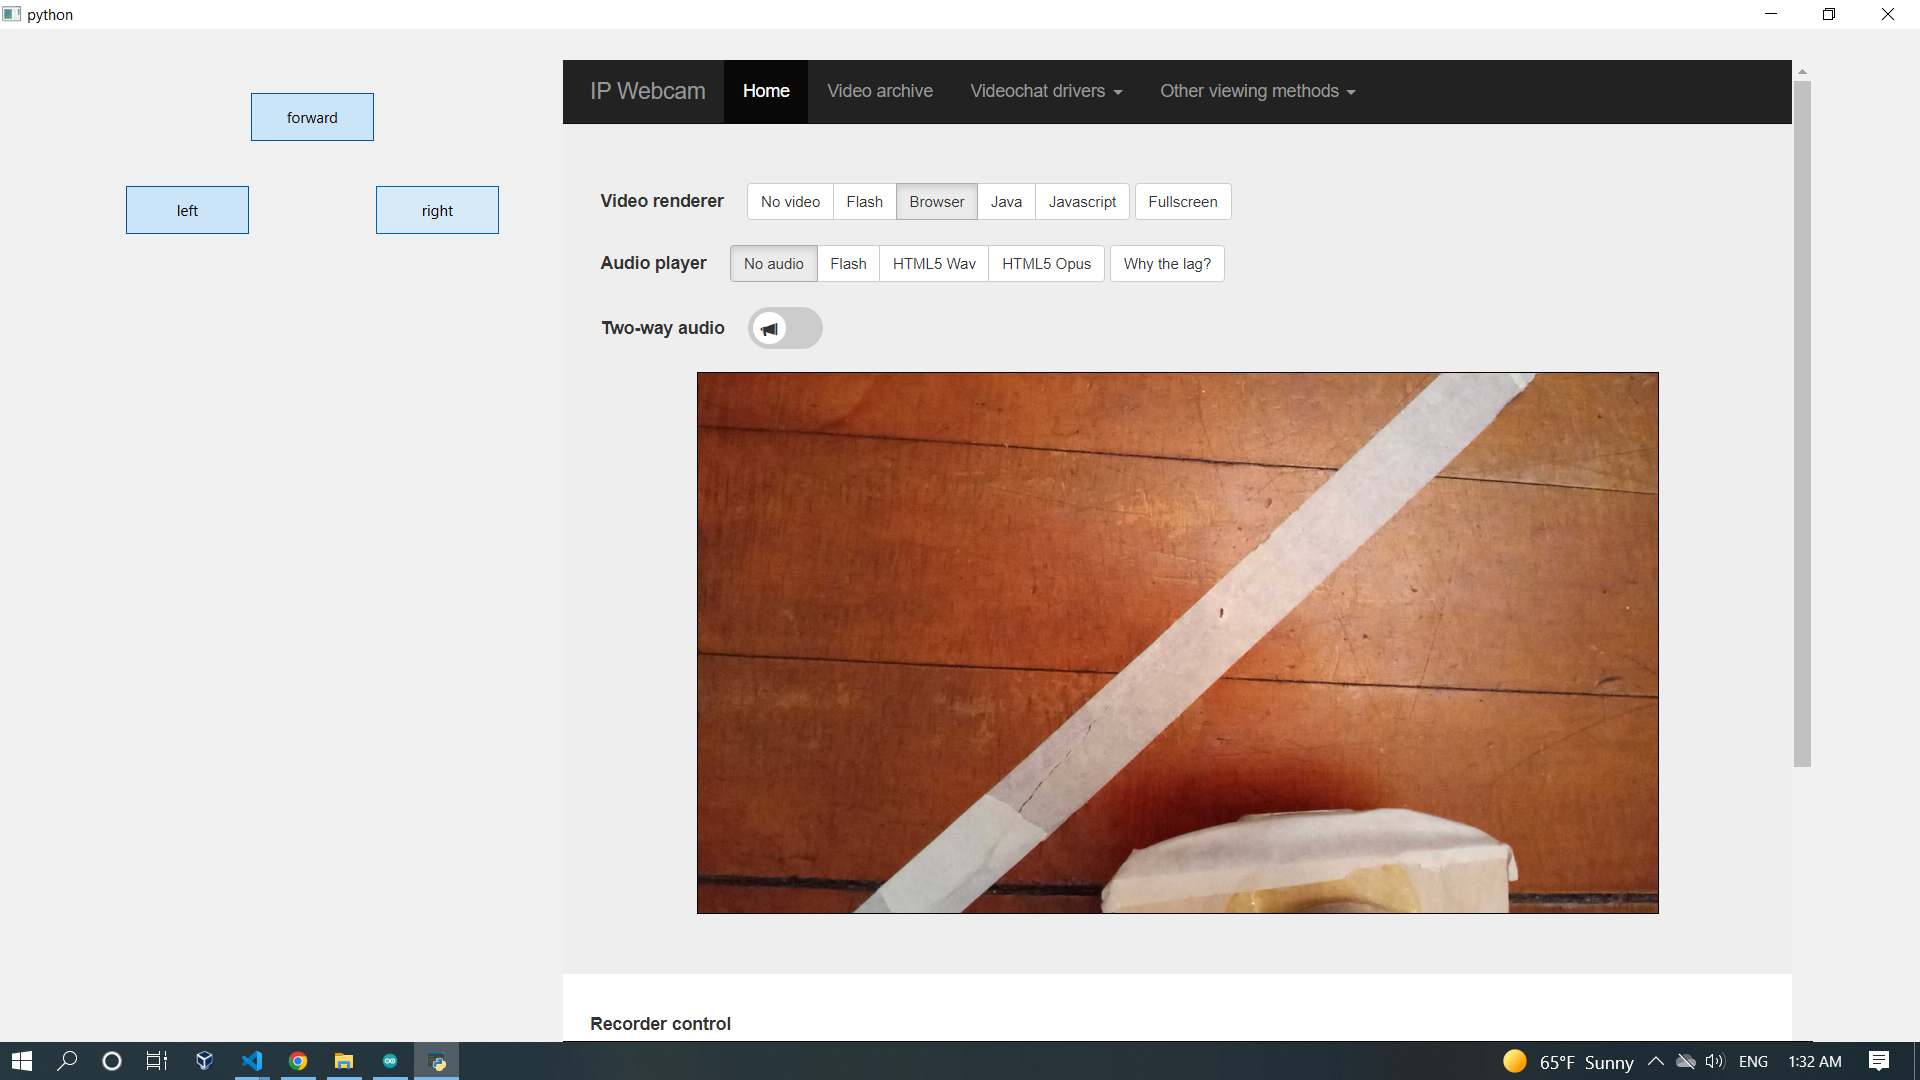 python
forward
left
right
IP Webcam Home Video archive Videochat drivers Other viewing methods
Video renderer No video Flash Browser Java Javascript Fullscreen
Audio player No audio Flash HTML5 Wav HTML5 Opus Why the lag?
Two-way audio
Recorder control
65°F Sunny ENG 1:32 AM